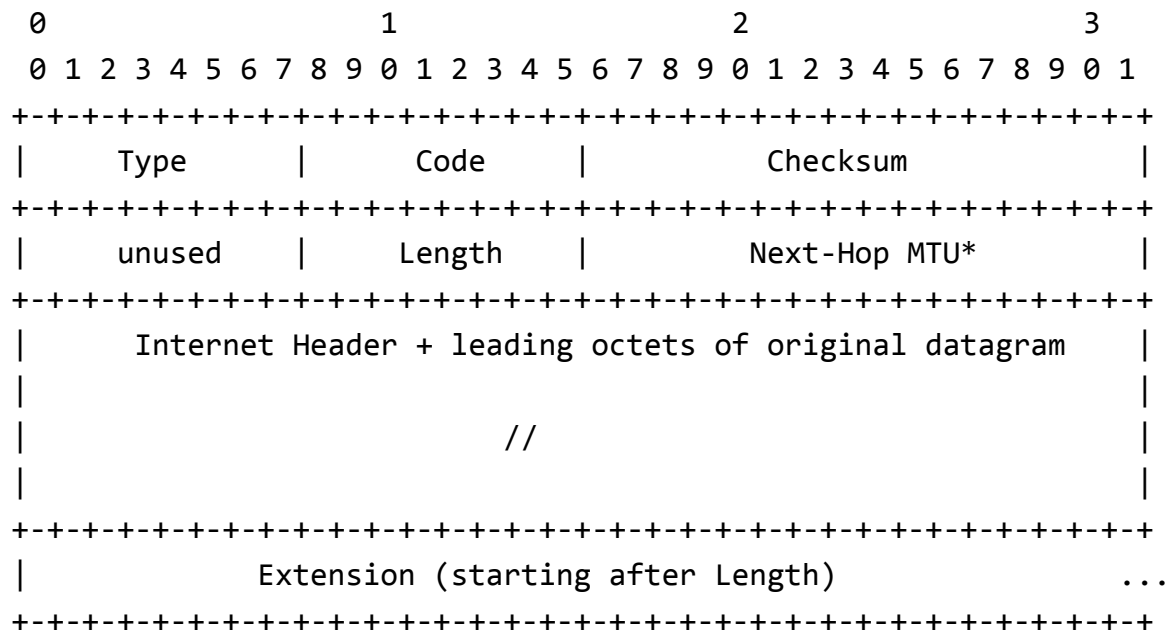 0                   1                   2                   3
 0 1 2 3 4 5 6 7 8 9 0 1 2 3 4 5 6 7 8 9 0 1 2 3 4 5 6 7 8 9 0 1
+-+-+-+-+-+-+-+-+-+-+-+-+-+-+-+-+-+-+-+-+-+-+-+-+-+-+-+-+-+-+-+-+
|     Type      |      Code     |          Checksum             |
+-+-+-+-+-+-+-+-+-+-+-+-+-+-+-+-+-+-+-+-+-+-+-+-+-+-+-+-+-+-+-+-+
|     unused    |     Length    |         Next-Hop MTU*         |
+-+-+-+-+-+-+-+-+-+-+-+-+-+-+-+-+-+-+-+-+-+-+-+-+-+-+-+-+-+-+-+-+
|      Internet Header + leading octets of original datagram    |
|                                                               |
|                           //                                  |
|                                                               |
+-+-+-+-+-+-+-+-+-+-+-+-+-+-+-+-+-+-+-+-+-+-+-+-+-+-+-+-+-+-+-+-+
|             Extension (starting after Length)                ...
+-+-+-+-+-+-+-+-+-+-+-+-+-+-+-+-+-+-+-+-+-+-+-+-+-+-+-+-+-+-+-+-+